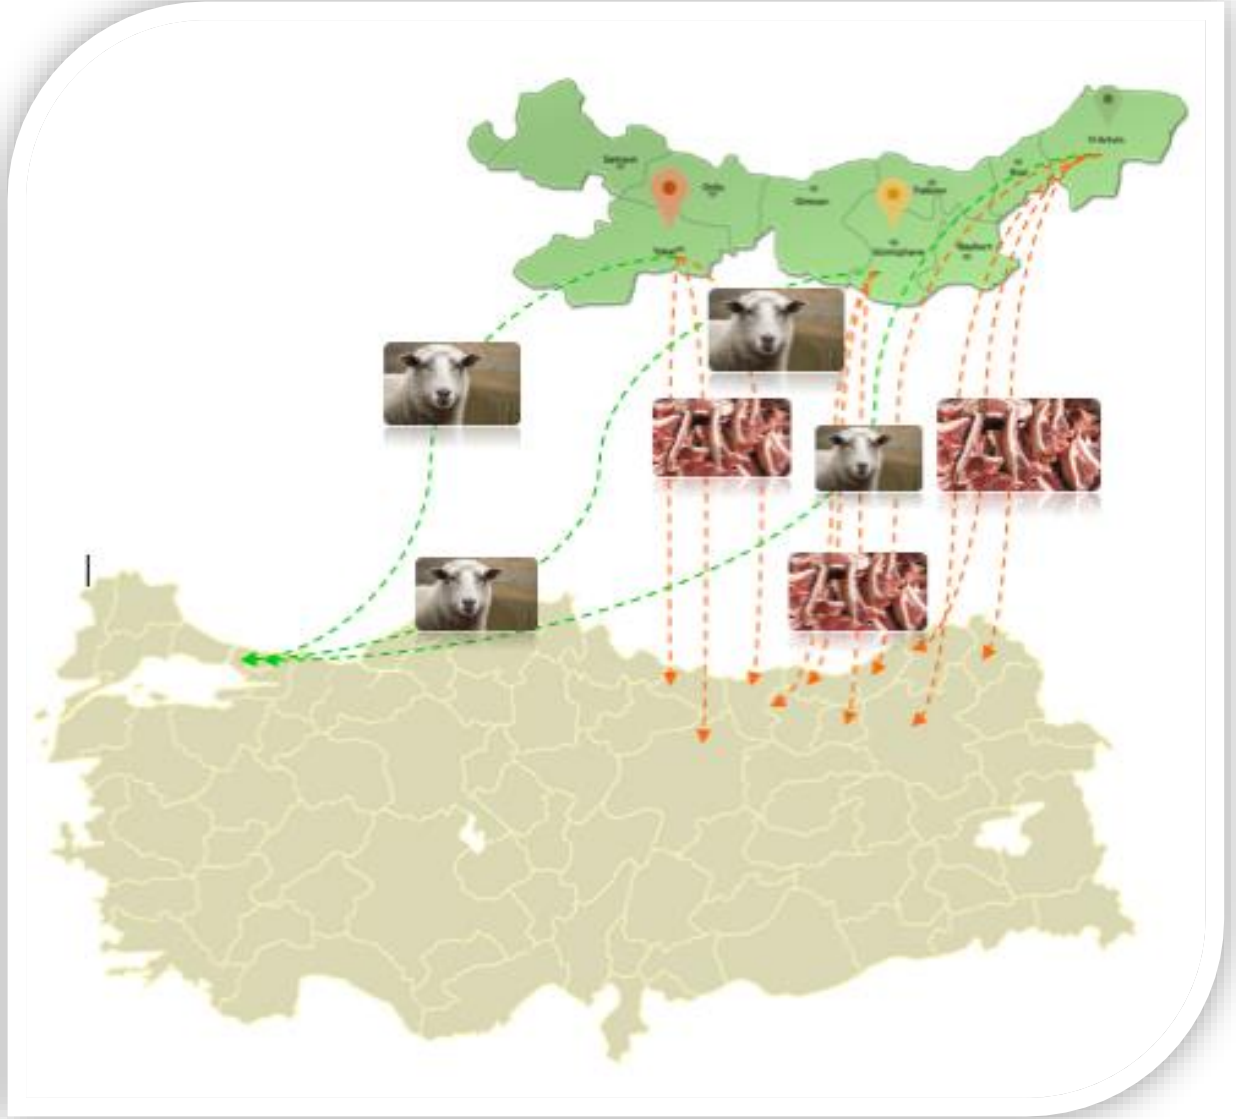 Artvin
Samsun
Rize
Ordu
Trabzon
Giresun
Tokat
Gümüşhane
Bayburt